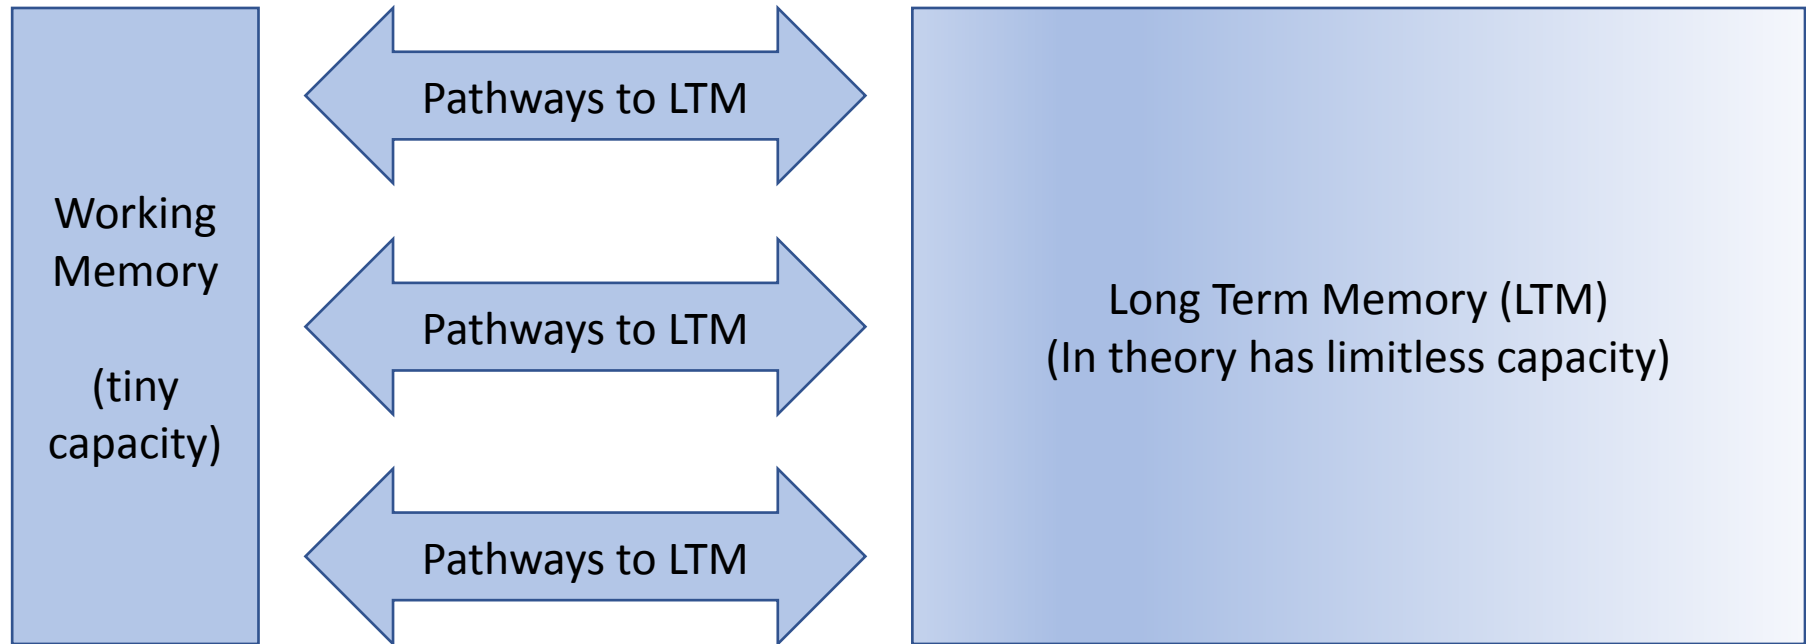 Working
Memory
(tiny
capacity)
Pathways to LTM
Pathways to LTM
Pathways to LTM
Long Term Memory (LTM)
(In theory has limitless capacity)